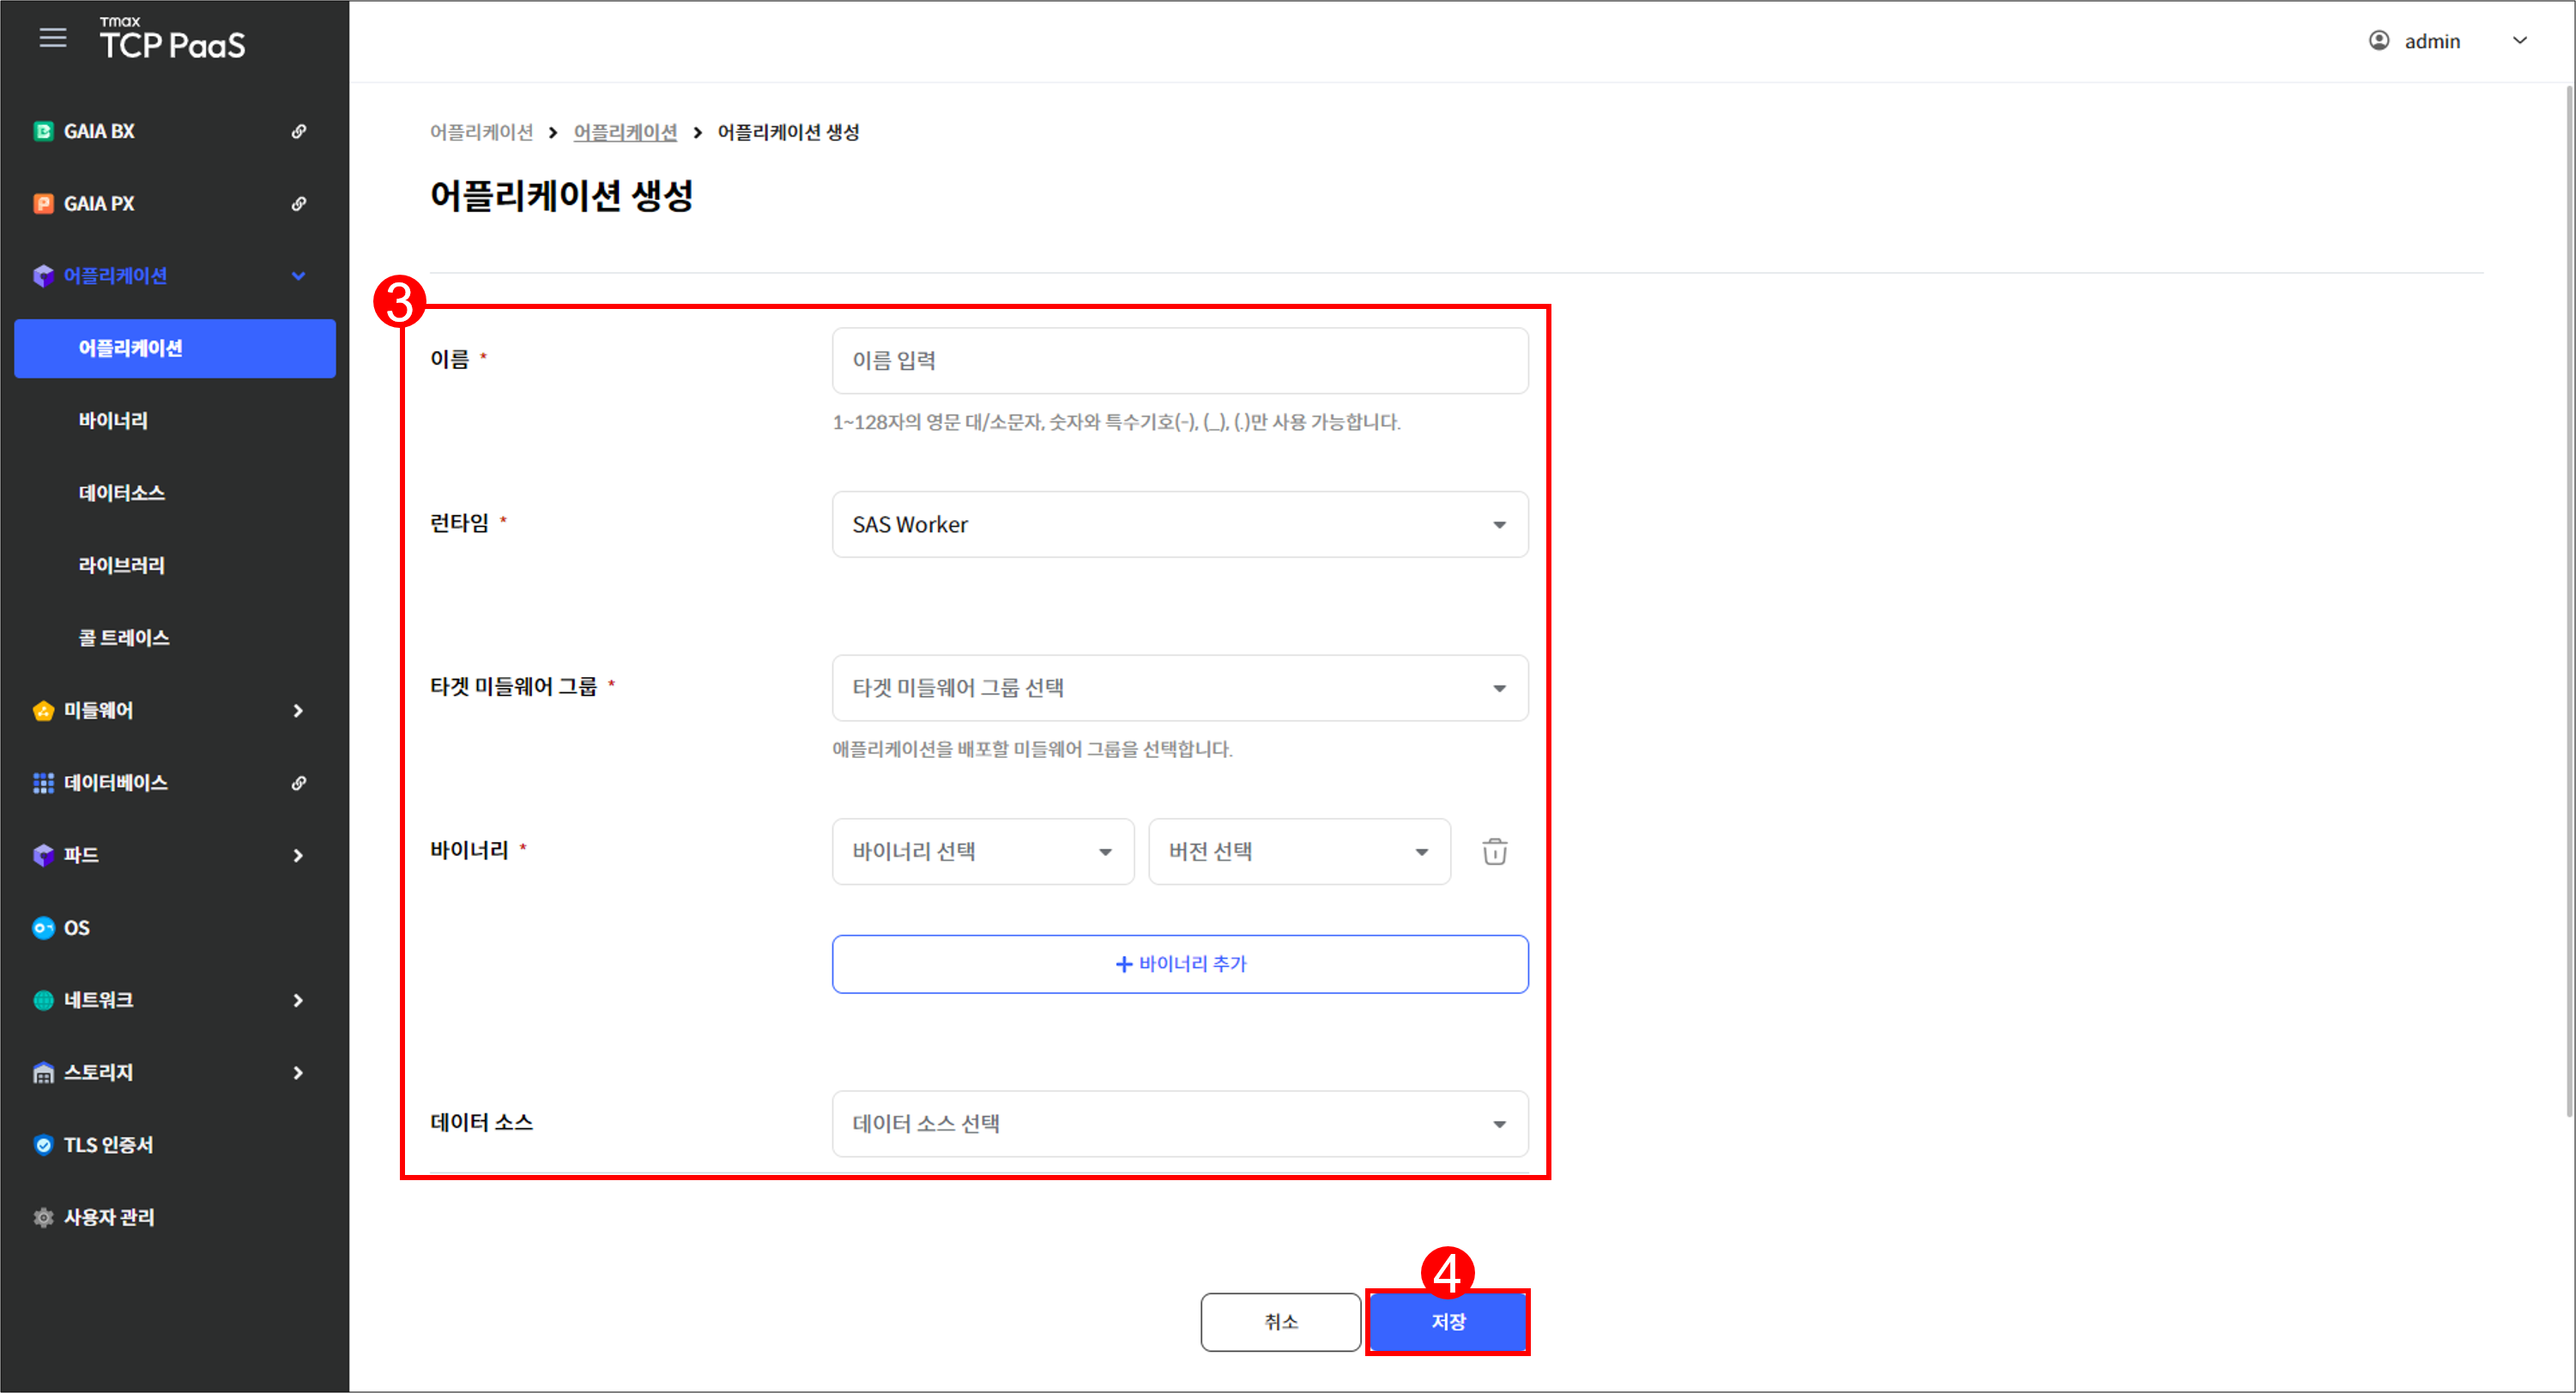 Tmax
TCP PaaS
admin
GAIA BX
GAIA PX
어플리케이션
어플리케이션
바이너리
데이터소스
라이브러리
콜 트레이스
미들웨어
데이터베이스
파드
OS
네트워크
스토리지
TLS 인증서
사용자 관리
어플리케이션 > 어플리케이션 > 어플리케이션 생성
어플리케이션 생성
3
이름 *
이름 입력
1~128자의 영문 대/소문자, 숫자와 특수기호(-), (_), (.)만 사용 가능합니다.
런타임 *
SAS Worker
타겟 미들웨어 그룹 *
타겟 미들웨어 그룹 선택
애플리케이션을 배포할 미들웨어 그룹을 선택합니다.
바이너리 *
바이너리 선택
버전 선택
+ 바이너리 추가
데이터 소스
데이터 소스 선택
4
취소
저장